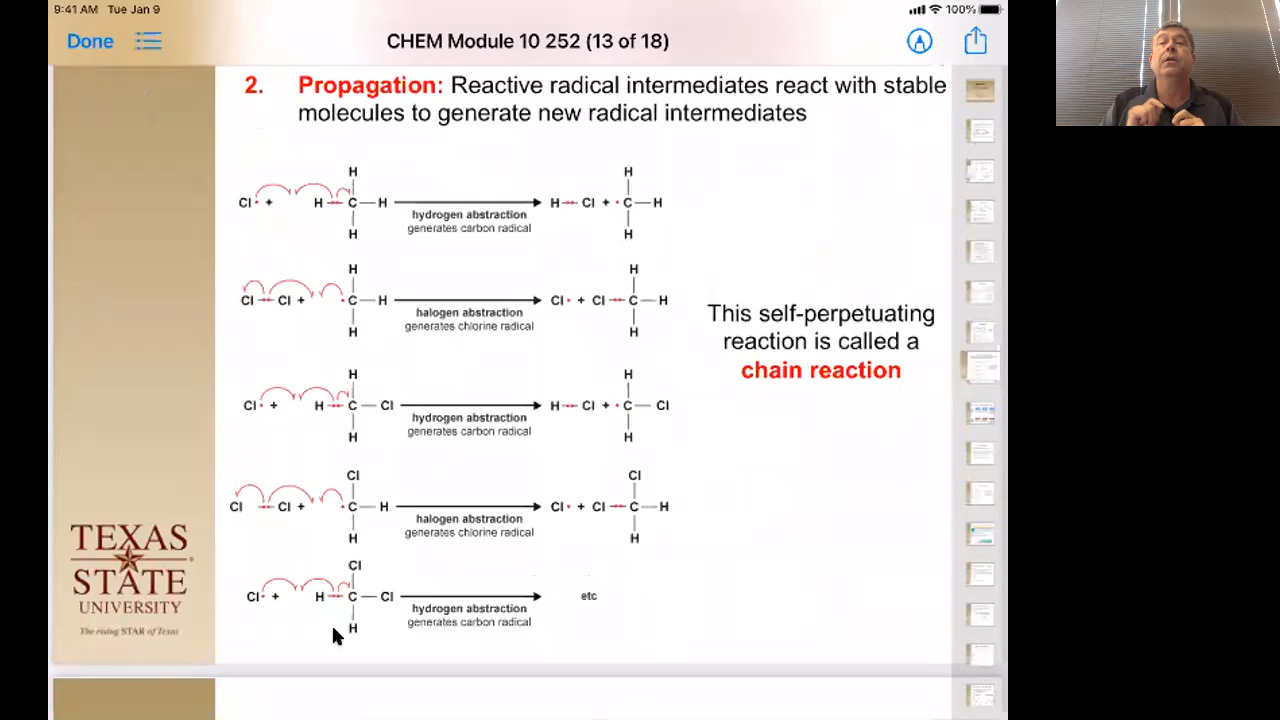 9:41 AM Tue Jan 9
100%
Done
CHEM Module 10 252 (13 of 18)
2. Propagation: Reactive radical intermediates react with stable
molecules to generate new radical intermediates
H
Cl• + H C H
H
hydrogen abstraction
generates carbon radical
H
H Cl + •C H
H
H
Cl Cl + •C H
H
halogen abstraction
generates chlorine radical
H
Cl• + Cl C H
H
This self-perpetuating
reaction is called a
chain reaction
H
Cl• + H C Cl
H
hydrogen abstraction
generates carbon radical
H
H Cl + •C Cl
H
Cl
Cl Cl + •C H
H
halogen abstraction
generates chlorine radical
Cl
Cl• + Cl C H
H
Cl
Cl• + H C Cl
H
hydrogen abstraction
generates carbon radical
etc
TEXAS
STATE
UNIVERSITY
The rising STAR of Texas